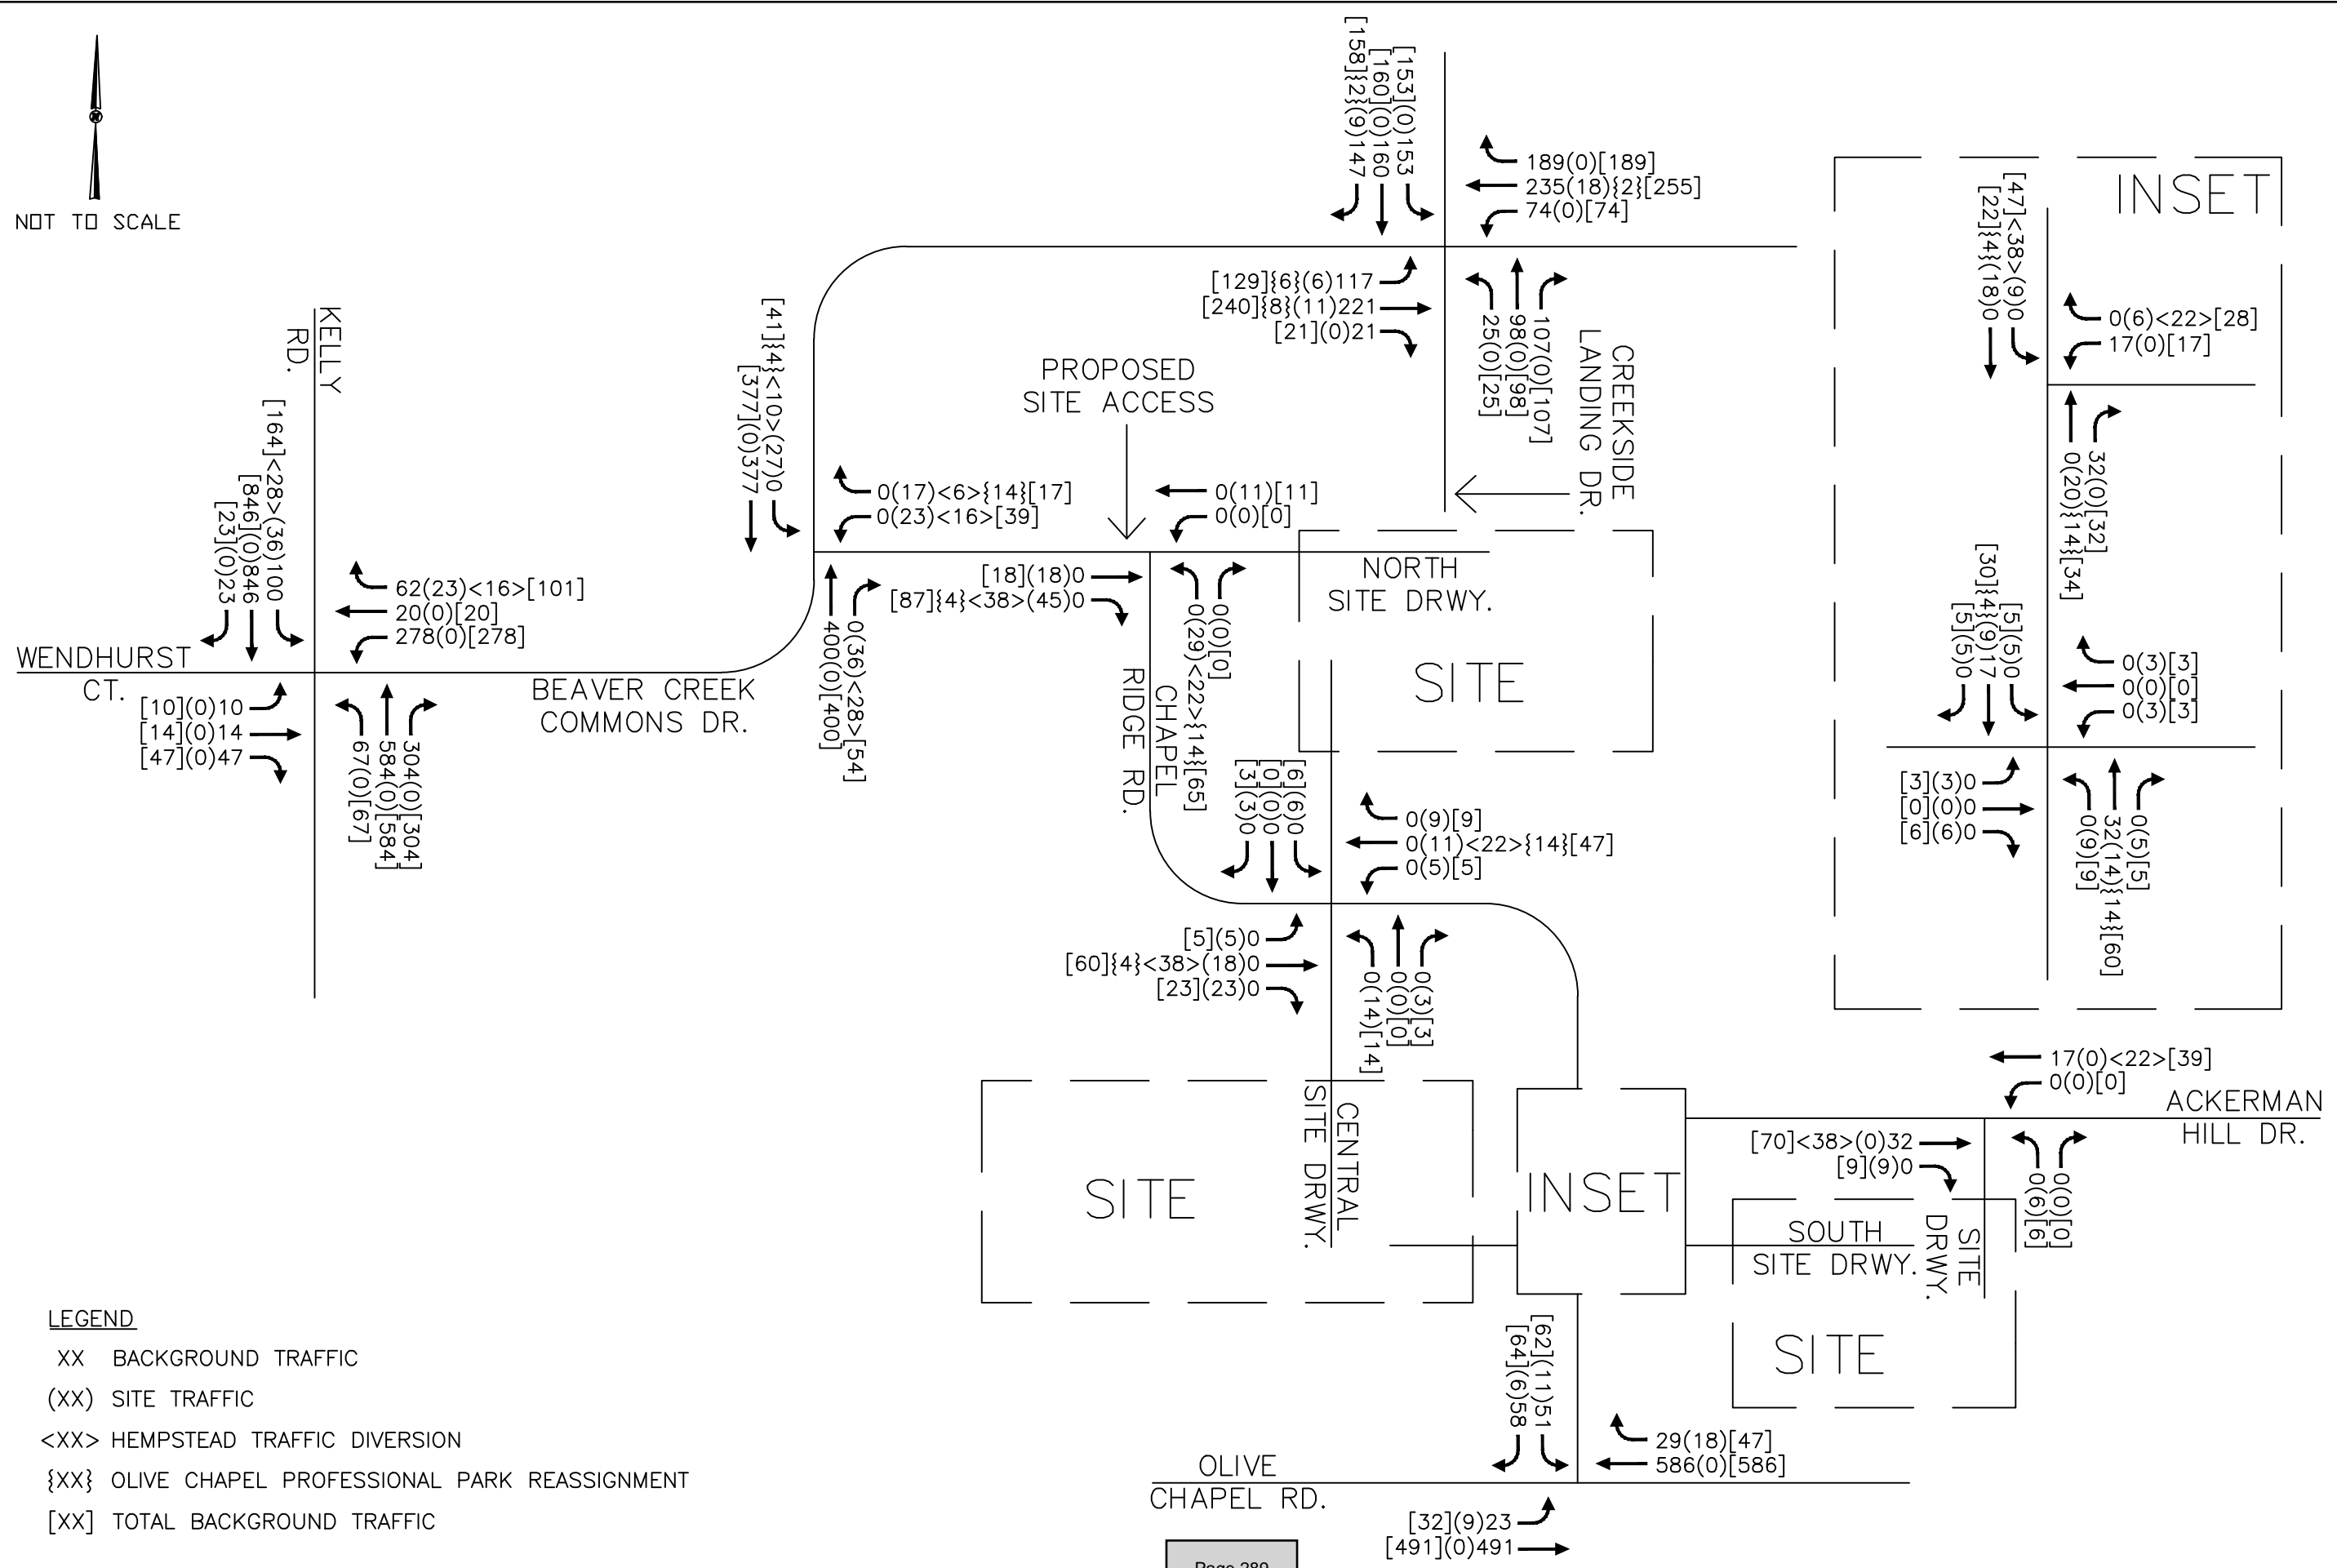 NOT TO SCALE
[158]{2}(9)147
[160](0)160
[153](0)153
189(0)[189]
235(18){2}[255]
74(0)[74]
[129]{6}(6)117
[240]{8}(11)221
[21](0)21
25(0)[25]
98(0)[98]
107(0)[107]
CREEKSIDE
LANDING DR.
INSET
[22]{4}(18)0
[47]<38>(9)0
0(6)<22>[28]
17(0)[17]
0(20){14}[34]
32(0)[32]
[5](5)0
[30]{4}(9)17
[5](5)0
0(3)[3]
0(0)[0]
0(3)[3]
[3](3)0
[0](0)0
[6](6)0
0(9)[9]
32(14){14}[60]
0(5)[5]
KELLY
RD.
[23](0)23
[846](0)846
[164]<28>(36)100
62(23)<16>[101]
20(0)[20]
278(0)[278]
WENDHURST
CT.
[10](0)10
[14](0)14
[47](0)47
67(0)[67]
584(0)[584]
304(0)[304]
BEAVER CREEK
COMMONS DR.
[377](0)377
[41]{4}<10>(27)0
0(17)<6>{14}[17]
0(23)<16>[39]
400(0)[400]
0(36)<28>[54]
PROPOSED
SITE ACCESS
0(11)[11]
0(0)[0]
[18](18)0
[87]{4}<38>(45)0
0(29)<22>{14}[65]
0(0)[0]
CHAPEL
RIDGE RD.
NORTH
SITE DRWY.
SITE
[3](3)0
[0](0)0
[6](6)0
0(9)[9]
0(11)<22>{14}[47]
0(5)[5]
[5](5)0
[60]{4}<38>(18)0
[23](23)0
0(14)[14]
0(0)[0]
0(3)[3]
CENTRAL
SITE DRWY.
SITE
INSET
17(0)<22>[39]
0(0)[0]
ACKERMAN
HILL DR.
[70]<38>(0)32
[9](9)0
0(6)[6]
0(0)[0]
SOUTH
SITE DRWY.
SITE
DRWY.
SITE
[64](6)58
[62](11)51
29(18)[47]
586(0)[586]
OLIVE
CHAPEL RD.
[32](9)23
[491](0)491
LEGEND
XX BACKGROUND TRAFFIC
(XX) SITE TRAFFIC
<XX> HEMPSTEAD TRAFFIC DIVERSION
{XX} OLIVE CHAPEL PROFESSIONAL PARK REASSIGNMENT
[XX] TOTAL BACKGROUND TRAFFIC
Page 289